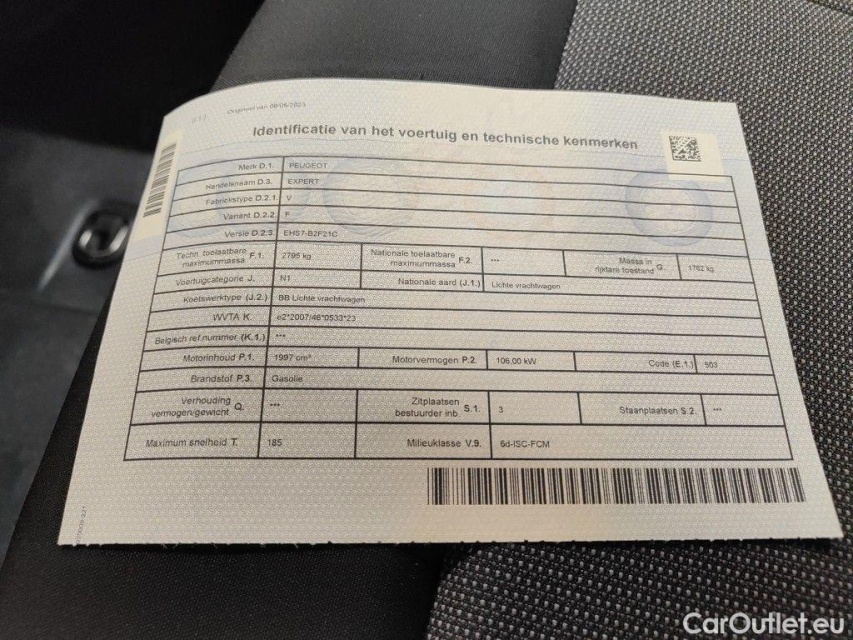 Origineel van 08/06/2023
Identificatie van het voertuig en technische kenmerken
Merk D.1. PEUGEOT
Handelsnaam D.3. EXPERT
Fabriekstype D.2.1. V
Variant D.2.2. F
Versie D.2.3. EHS7-B2F21C
Techn. toelaatbare maximummassa F.1. 2795 kg Nationale toelaatbare maximummassa F.2. --- Massa in rijklare toestand G. 1762 kg
Voertuigcategorie J. N1 Nationale aard (J.1.) Lichte vrachtwagen
Koetswerktype (J.2.) BB Lichte vrachtwagen
WVTA K. e2*2007/46*0533*23
Belgisch ref.nummer (K.1.) ---
Motorinhoud P.1. 1997 cm³ Motorvermogen P.2. 106.00 kW Code (E.1.) 503
Brandstof P.3. Gasolie
Verhouding vermogen/gewicht Q. --- Zitplaatsen bestuurder inb. S.1. 3 Staanplaatsen S.2. ---
Maximum snelheid T. 185 Milieuklasse V.9. 6d-ISC-FCM
CarOutlet.eu